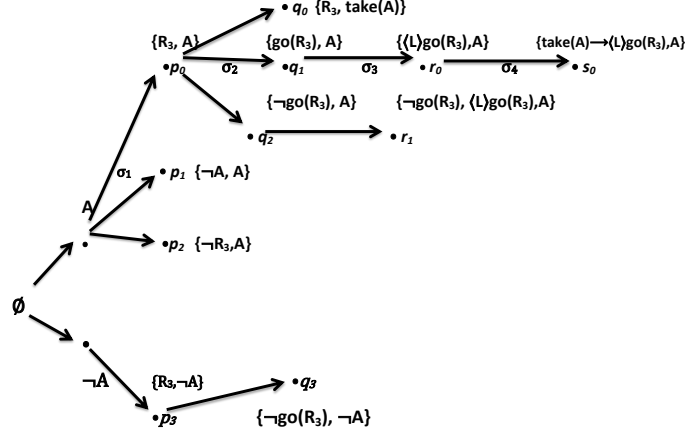 • q₀ {R₃, take(A)}
{R₃, A} {go(R₃), A} {⟨L⟩go(R₃),A} {take(A)→⟨L⟩go(R₃),A}
•p₀ σ₂ •q₁ σ₃ • r₀ σ₄ • s₀
{¬go(R₃), A} {¬go(R₃), ⟨L⟩go(R₃),A}
• q₂ • r₁
σ₁ • p₁ {¬A, A}
A
• •p₂ {¬R₃,A}
∅
•
¬A {R₃,¬A} •q₃
•p₃ {¬go(R₃), ¬A}